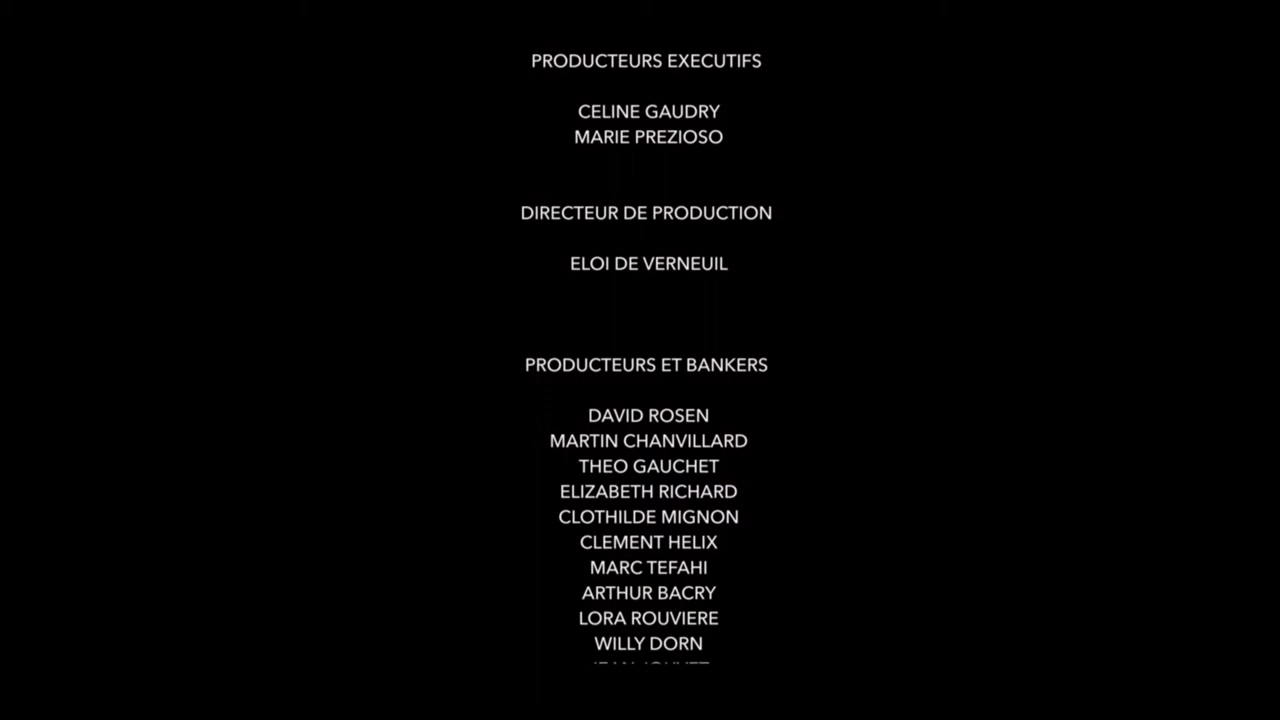 PRODUCTEURS EXECUTIFS
CELINE GAUDRY
MARIE PREZIOSO
DIRECTEUR DE PRODUCTION
ELOI DE VERNEUIL
PRODUCTEURS ET BANKERS
DAVID ROSEN
MARTIN CHANVILLARD
THEO GAUCHET
ELIZABETH RICHARD
CLOTHILDE MIGNON
CLEMENT HELIX
MARC TEFAHI
ARTHUR BACRY
LORA ROUVIERE
WILLY DORN